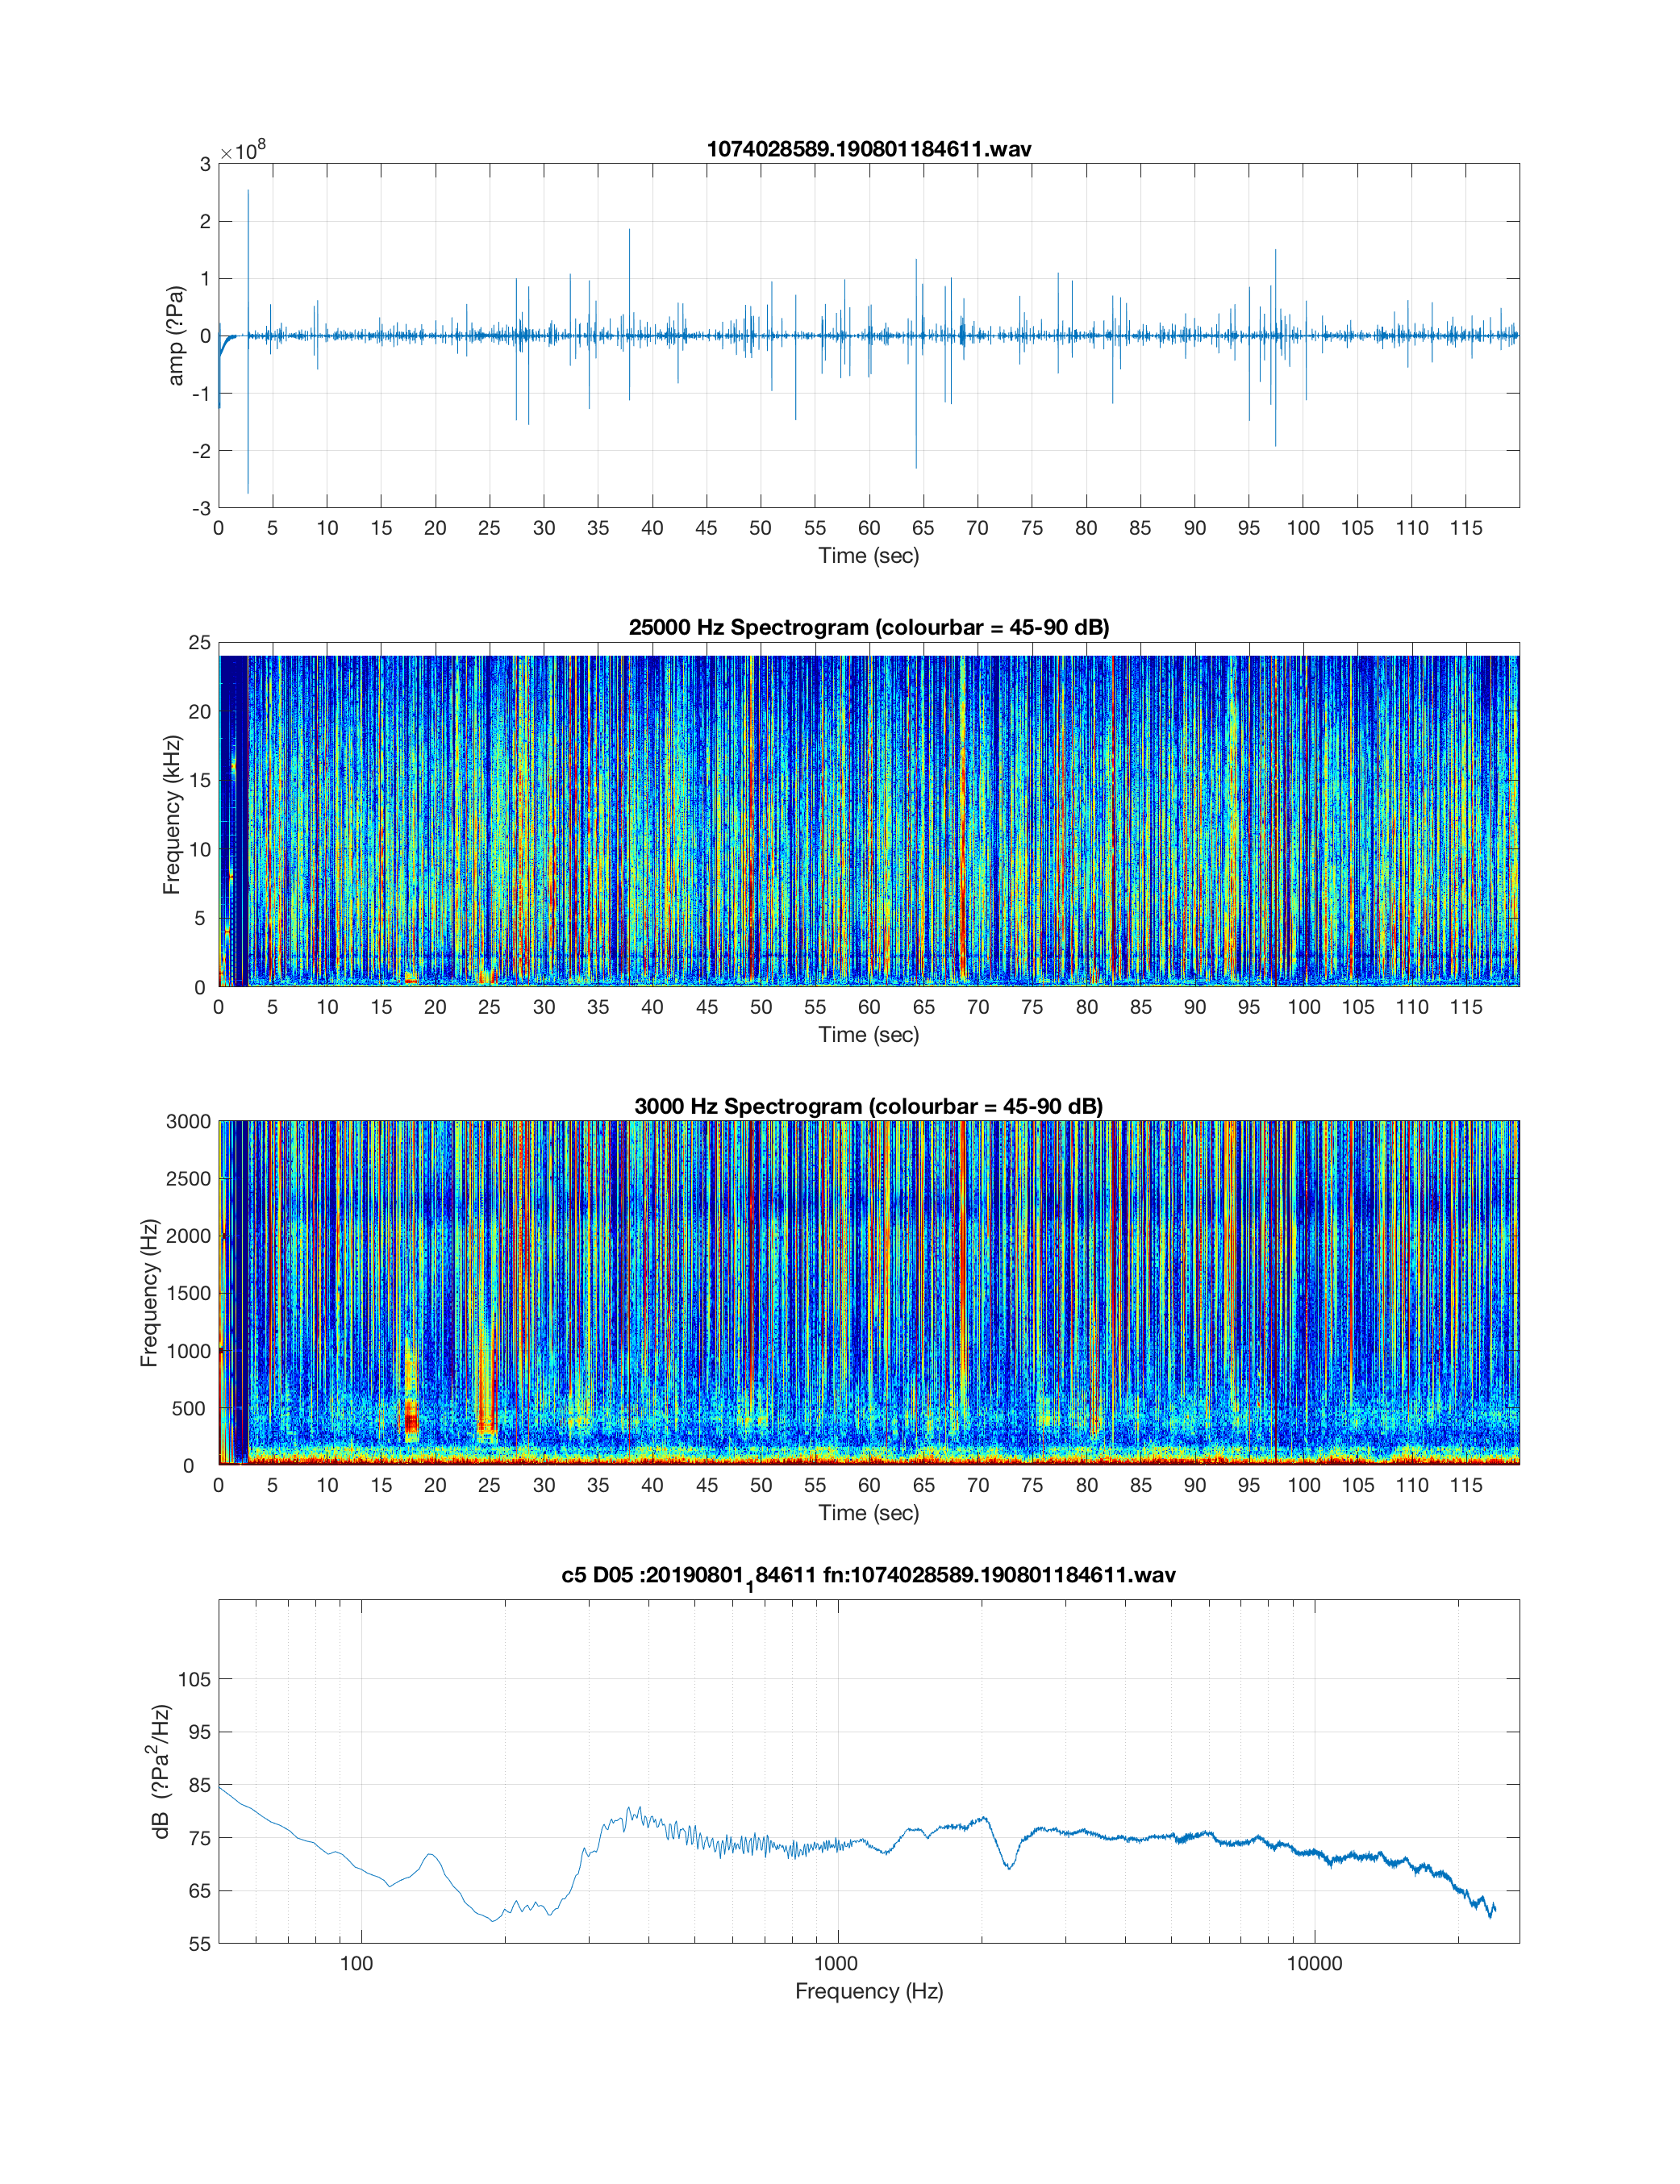 1074028589.190801184611.wav
×10^8
3
2
1
0
-1
-2
-3
amp (?Pa)
0 5 10 15 20 25 30 35 40 45 50 55 60 65 70 75 80 85 90 95 100 105 110 115
Time (sec)
25000 Hz Spectrogram (colourbar = 45-90 dB)
25
20
15
10
5
0
Frequency (kHz)
0 5 10 15 20 25 30 35 40 45 50 55 60 65 70 75 80 85 90 95 100 105 110 115
Time (sec)
3000 Hz Spectrogram (colourbar = 45-90 dB)
3000
2500
2000
1500
1000
500
0
Frequency (Hz)
0 5 10 15 20 25 30 35 40 45 50 55 60 65 70 75 80 85 90 95 100 105 110 115
Time (sec)
c5 D05 :20190801₁84611 fn:1074028589.190801184611.wav
105
95
85
75
65
55
dB (?Pa²/Hz)
100 1000 10000
Frequency (Hz)